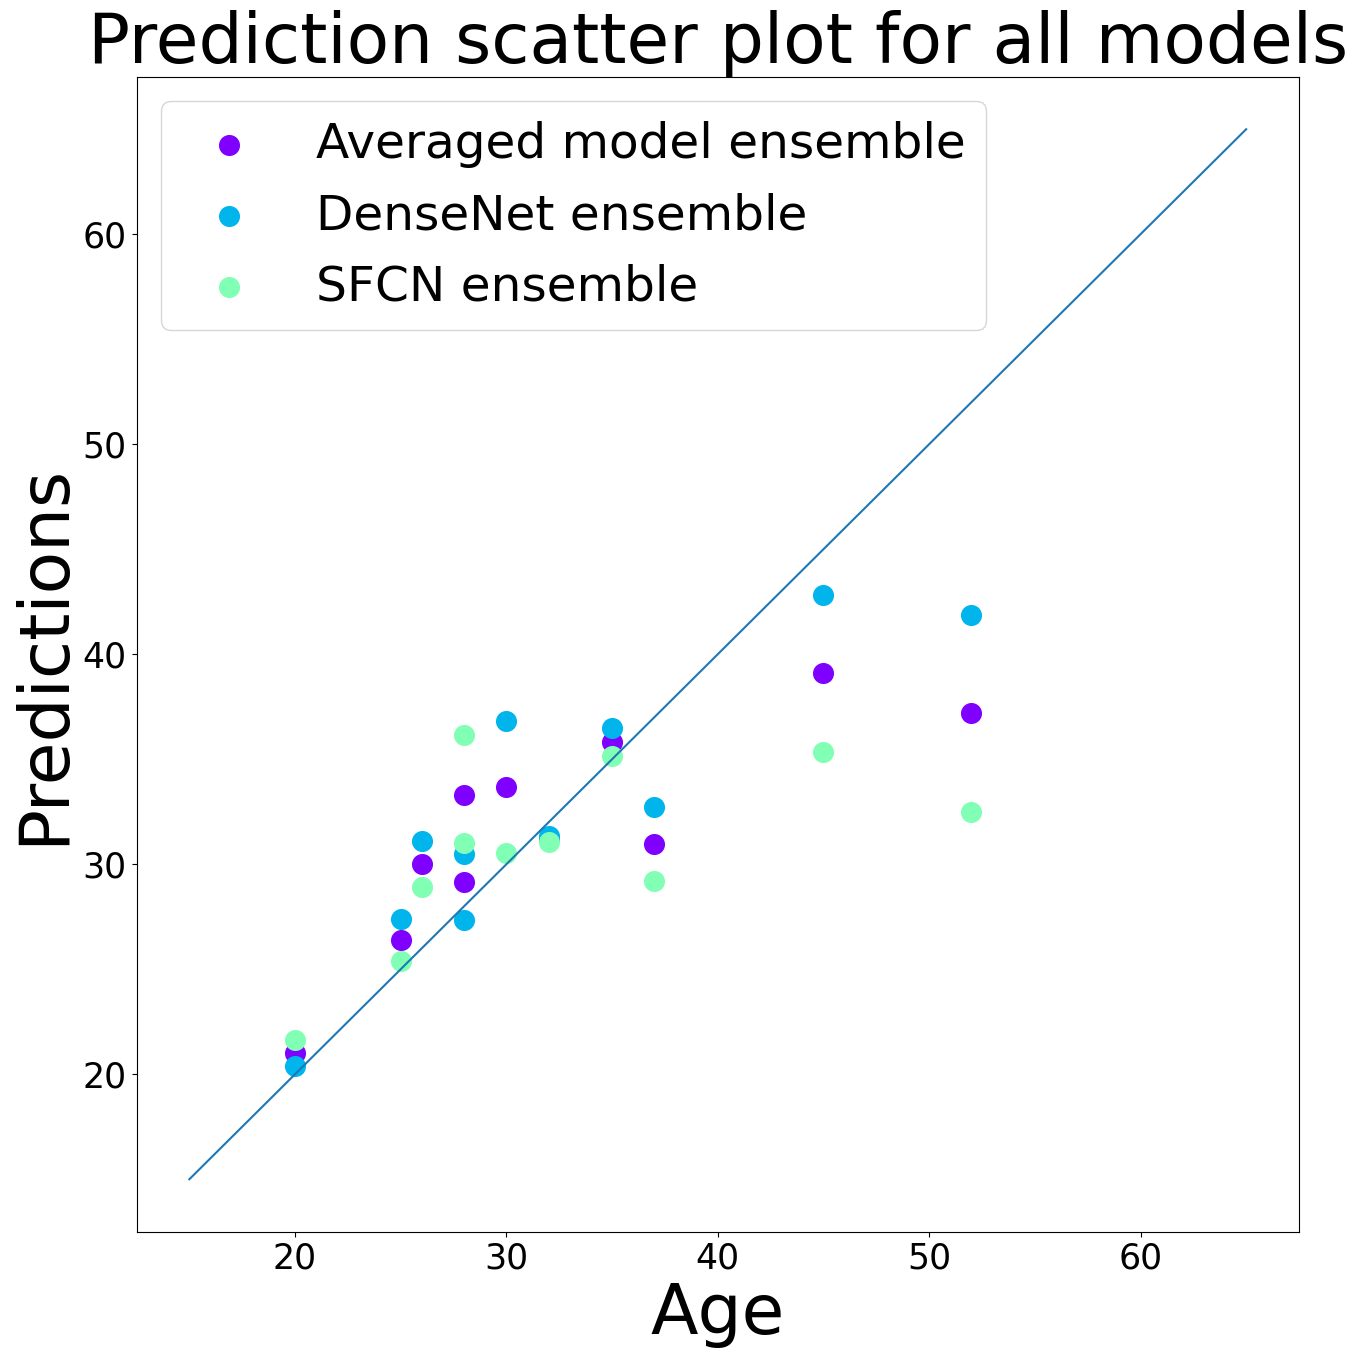 Prediction scatter plot for all models
Averaged model ensemble
DenseNet ensemble
SFCN ensemble
Predictions
60
50
40
30
20
20 30 40 50 60
Age